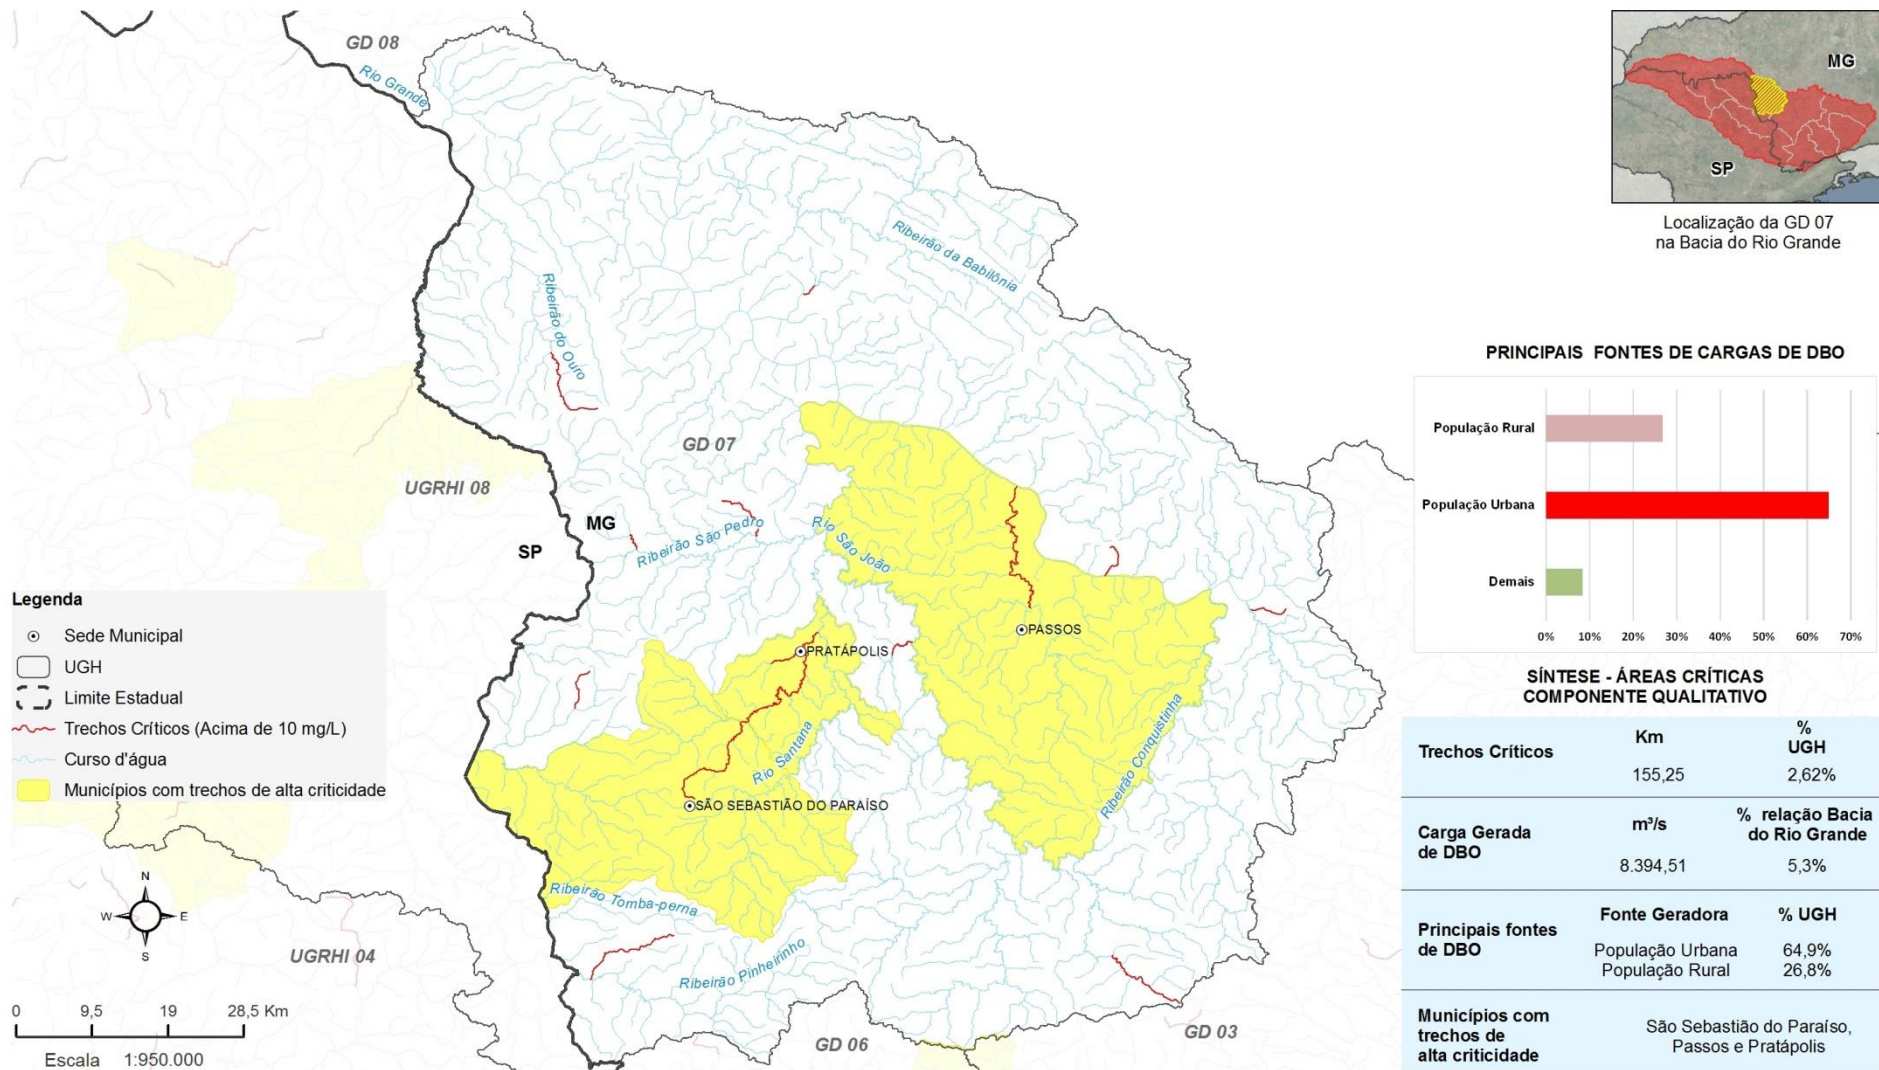 GD 08
Rio Grande
Ribeirão da Babilônia
Ribeirão do Ouro
GD 07
UGRHI 08
MG
SP
Ribeirão São Pedro
Rio São João
PASSOS
PRATÁPOLIS
Rio Santana
SÃO SEBASTIÃO DO PARAÍSO
Ribeirão Conquistinha
Ribeirão Tomba-perna
Ribeirão Pinheirinho
UGRHI 04
GD 06
GD 03
Legenda
Sede Municipal
UGH
Limite Estadual
Trechos Críticos (Acima de 10 mg/L)
Curso d'água
Municípios com trechos de alta criticidade
N
W E
S
0 9,5 19 28,5 Km
Escala 1:950.000
MG
SP
Localização da GD 07
na Bacia do Rio Grande
PRINCIPAIS FONTES DE CARGAS DE DBO
População Rural
População Urbana
Demais
0% 10% 20% 30% 40% 50% 60% 70%
SÍNTESE - ÁREAS CRÍTICAS
COMPONENTE QUALITATIVO
Trechos Críticos
Km
%
UGH
155,25 2,62%
Carga Gerada
de DBO
m³/s
% relação Bacia
do Rio Grande
8.394,51 5,3%
Principais fontes
de DBO
Fonte Geradora % UGH
População Urbana 64,9%
População Rural 26,8%
Municípios com
trechos de
alta criticidade
São Sebastião do Paraíso,
Passos e Pratápolis